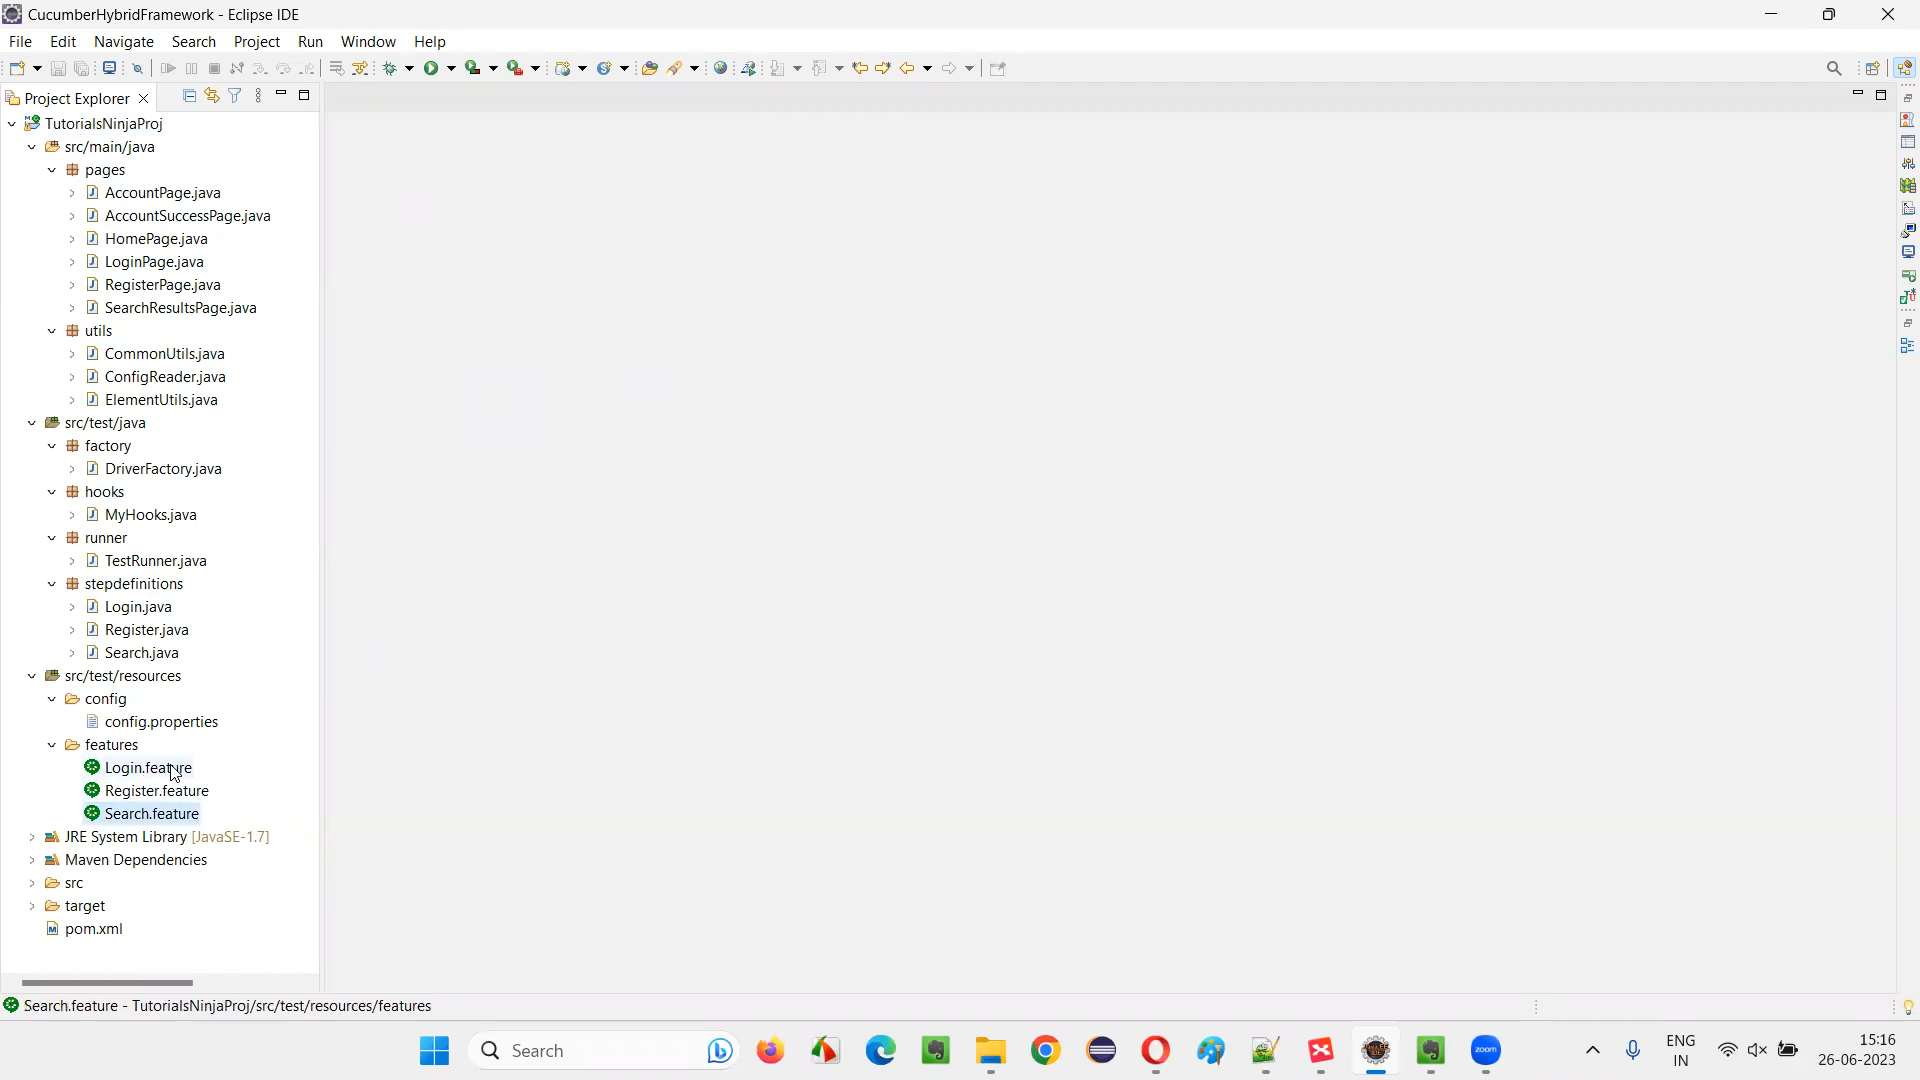 CucumberHybridFramework - Eclipse IDE
File Edit Navigate Search Project Run Window Help
Project Explorer
TutorialsNinjaProj
src/main/java
pages
AccountPage.java
AccountSuccessPage.java
HomePage.java
LoginPage.java
RegisterPage.java
SearchResultsPage.java
utils
CommonUtils.java
ConfigReader.java
ElementUtils.java
src/test/java
factory
DriverFactory.java
hooks
MyHooks.java
runner
TestRunner.java
stepdefinitions
Login.java
Register.java
Search.java
src/test/resources
config
config.properties
features
Login.feature
Register.feature
Search.feature
JRE System Library [JavaSE-1.7]
Maven Dependencies
src
target
pom.xml
Search.feature - TutorialsNinjaProj/src/test/resources/features
Search
zoom
ENG
IN
15:16
26-06-2023